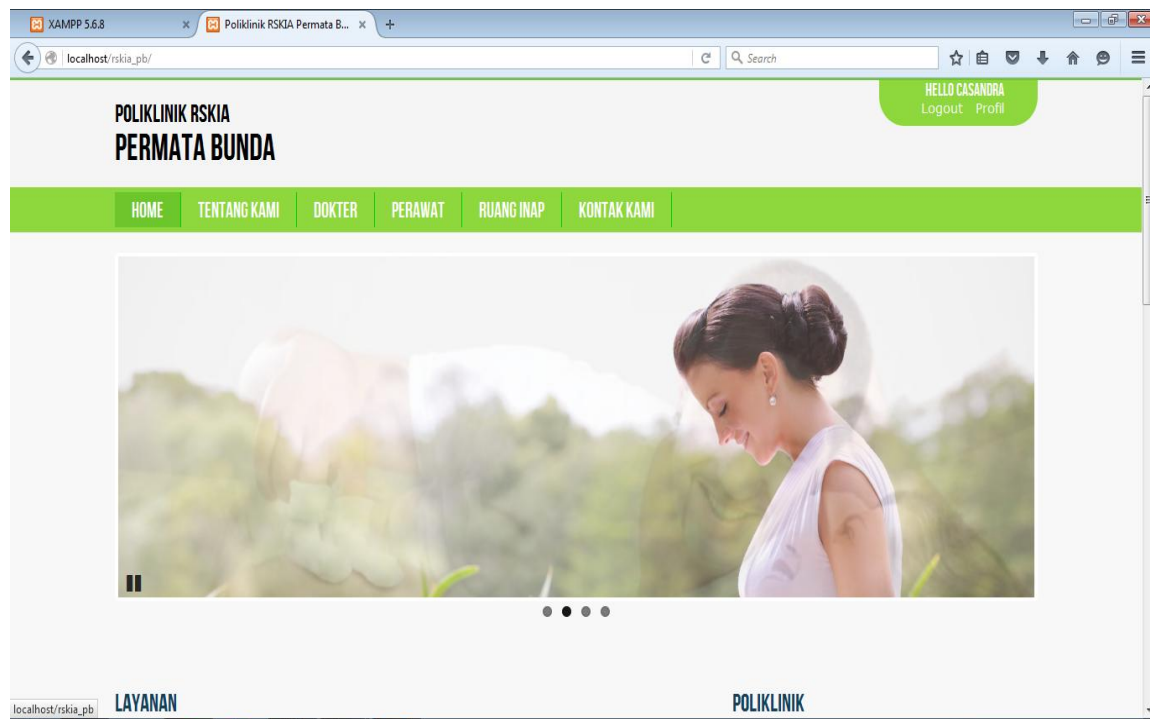 XAMPP 5.6.8
Poliklinik RSKIA Permata B...
localhost/rskia_pb/
Search
HELLO CASANDRA
Logout Profil
POLIKLINIK RSKIA
PERMATA BUNDA
HOME TENTANG KAMI DOKTER PERAWAT RUANG INAP KONTAK KAMI
LAYANAN POLIKLINIK
localhost/rskia_pb